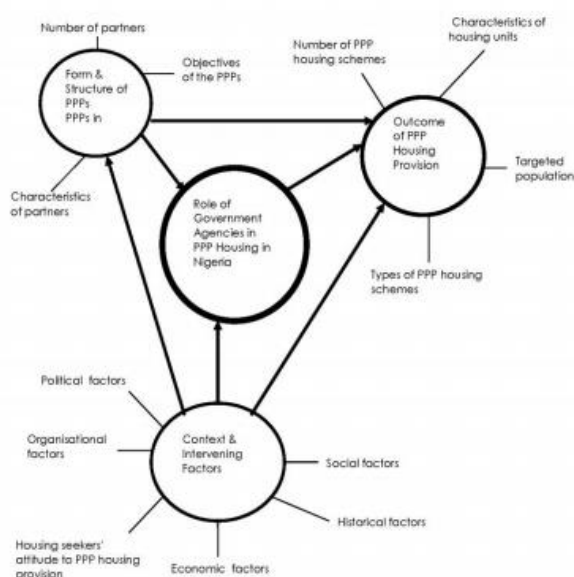 Number of partners
Form &
Structure of
PPPs
PPPs in
Objectives
of the PPPs
Characteristics
of partners
Number of PPP
housing schemes
Characteristics of
housing units
Outcome
of PPP
Housing
Provision
Targeted
population
Types of PPP housing
schemes
Role of
Government
Agencies in
PPP Housing in
Nigeria
Political factors
Organisational
factors
Context &
Intervening
Factors
Social factors
Historical factors
Housing seekers'
attitude to PPP housing
provision
Economic factors